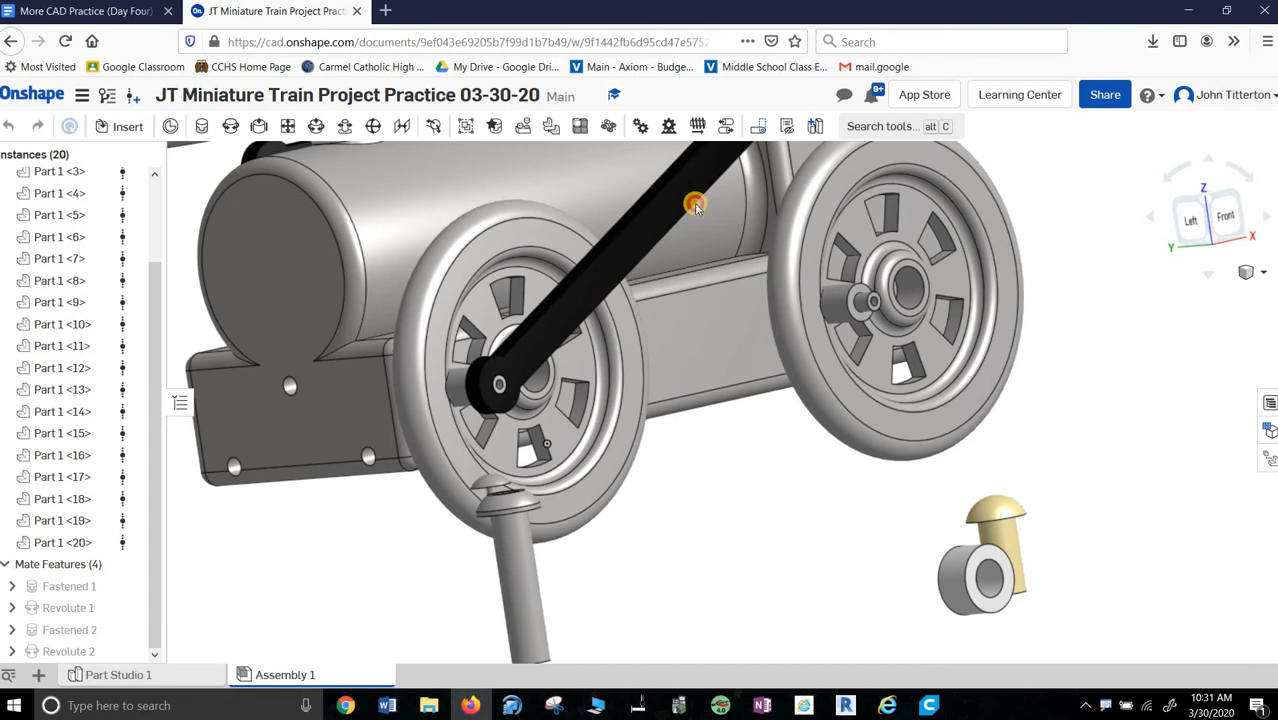 More CAD Practice (Day Four)
On. JT Miniature Train Project Practi
https://cad.onshape.com/documents/9ef043e69205b7f99d1b7b49/w/9f1442fb6d95cd47e5752
Search
Most Visited
Google Classroom
CCHS Home Page
Carmel Catholic High ...
My Drive - Google Dri...
Main - Axiom - Budge...
Middle School Class E...
mail.google
Onshape
JT Miniature Train Project Practice 03-30-20 Main
9+
App Store
Learning Center
Share
John Titterton
Insert
Search tools... alt C
nstances (20)
Part 1 <3>
Part 1 <4>
Part 1 <5>
Part 1 <6>
Part 1 <7>
Part 1 <8>
Part 1 <9>
Part 1 <10>
Part 1 <11>
Part 1 <12>
Part 1 <13>
Part 1 <14>
Part 1 <15>
Part 1 <16>
Part 1 <17>
Part 1 <18>
Part 1 <19>
Part 1 <20>
Mate Features (4)
Fastened 1
Revolute 1
Fastened 2
Revolute 2
Z
Left
Front
X
Y
Part Studio 1
Assembly 1
Type here to search
10:31 AM
3/30/2020